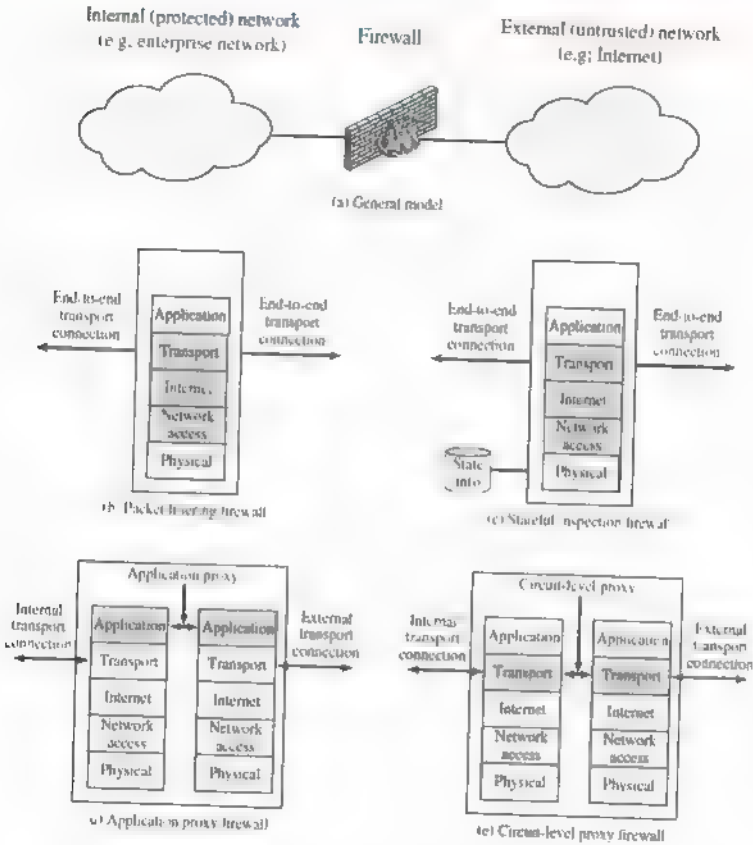 Internal (protected) network
(e g, enterprise network)
Firewall
External (untrusted) network
(e.g; Internet)
(a) General model
End-to-end
transport
connection
Application
Transport
Internet
Network
access
Physical
End-to-end
transport
connection
(b) Packet filtering firewall
End-to-end
transport
connection
Application
Transport
Internet
Network
access
Physical
End-to-end
transport
connection
State
info
(c) Stateful inspection firewall
Application proxy
Internal
transport
connection
Application
Transport
Internet
Network
access
Physical
Application
Transport
Internet
Network
access
Physical
External
transport
connection
Application proxy firewall
Circuit-level proxy
Internal
transport
connection
Application
Transport
Internet
Network
access
Physical
Application
Transport
Internet
Network
access
Physical
External
transport
connection
(e) Circuit-level proxy firewall